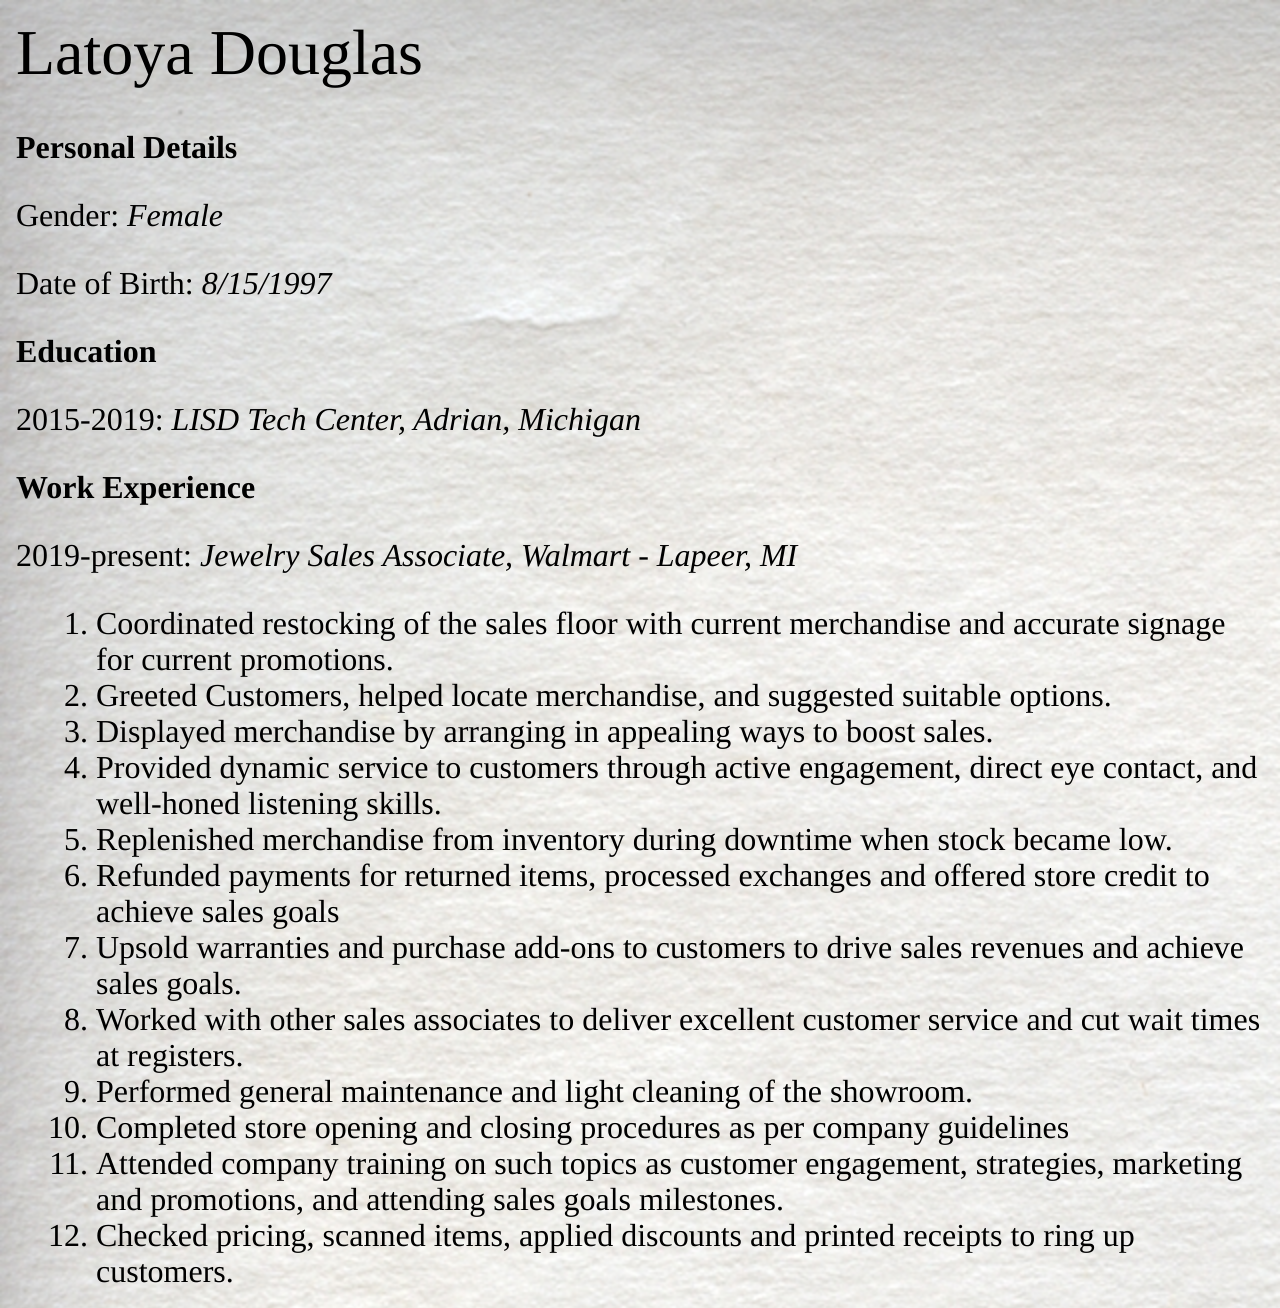 Latoya Douglas
Personal Details
Gender: Female
Date of Birth: 8/15/1997
Education
2015-2019: LISD Tech Center, Adrian, Michigan
Work Experience
2019-present: Jewelry Sales Associate, Walmart - Lapeer, MI
1. Coordinated restocking of the sales floor with current merchandise and accurate signage
for current promotions.
2. Greeted Customers, helped locate merchandise, and suggested suitable options.
3. Displayed merchandise by arranging in appealing ways to boost sales.
4. Provided dynamic service to customers through active engagement, direct eye contact, and
well-honed listening skills.
5. Replenished merchandise from inventory during downtime when stock became low.
6. Refunded payments for returned items, processed exchanges and offered store credit to
achieve sales goals
7. Upsold warranties and purchase add-ons to customers to drive sales revenues and achieve
sales goals.
8. Worked with other sales associates to deliver excellent customer service and cut wait times
at registers.
9. Performed general maintenance and light cleaning of the showroom.
10. Completed store opening and closing procedures as per company guidelines
11. Attended company training on such topics as customer engagement, strategies, marketing
and promotions, and attending sales goals milestones.
12. Checked pricing, scanned items, applied discounts and printed receipts to ring up
customers.